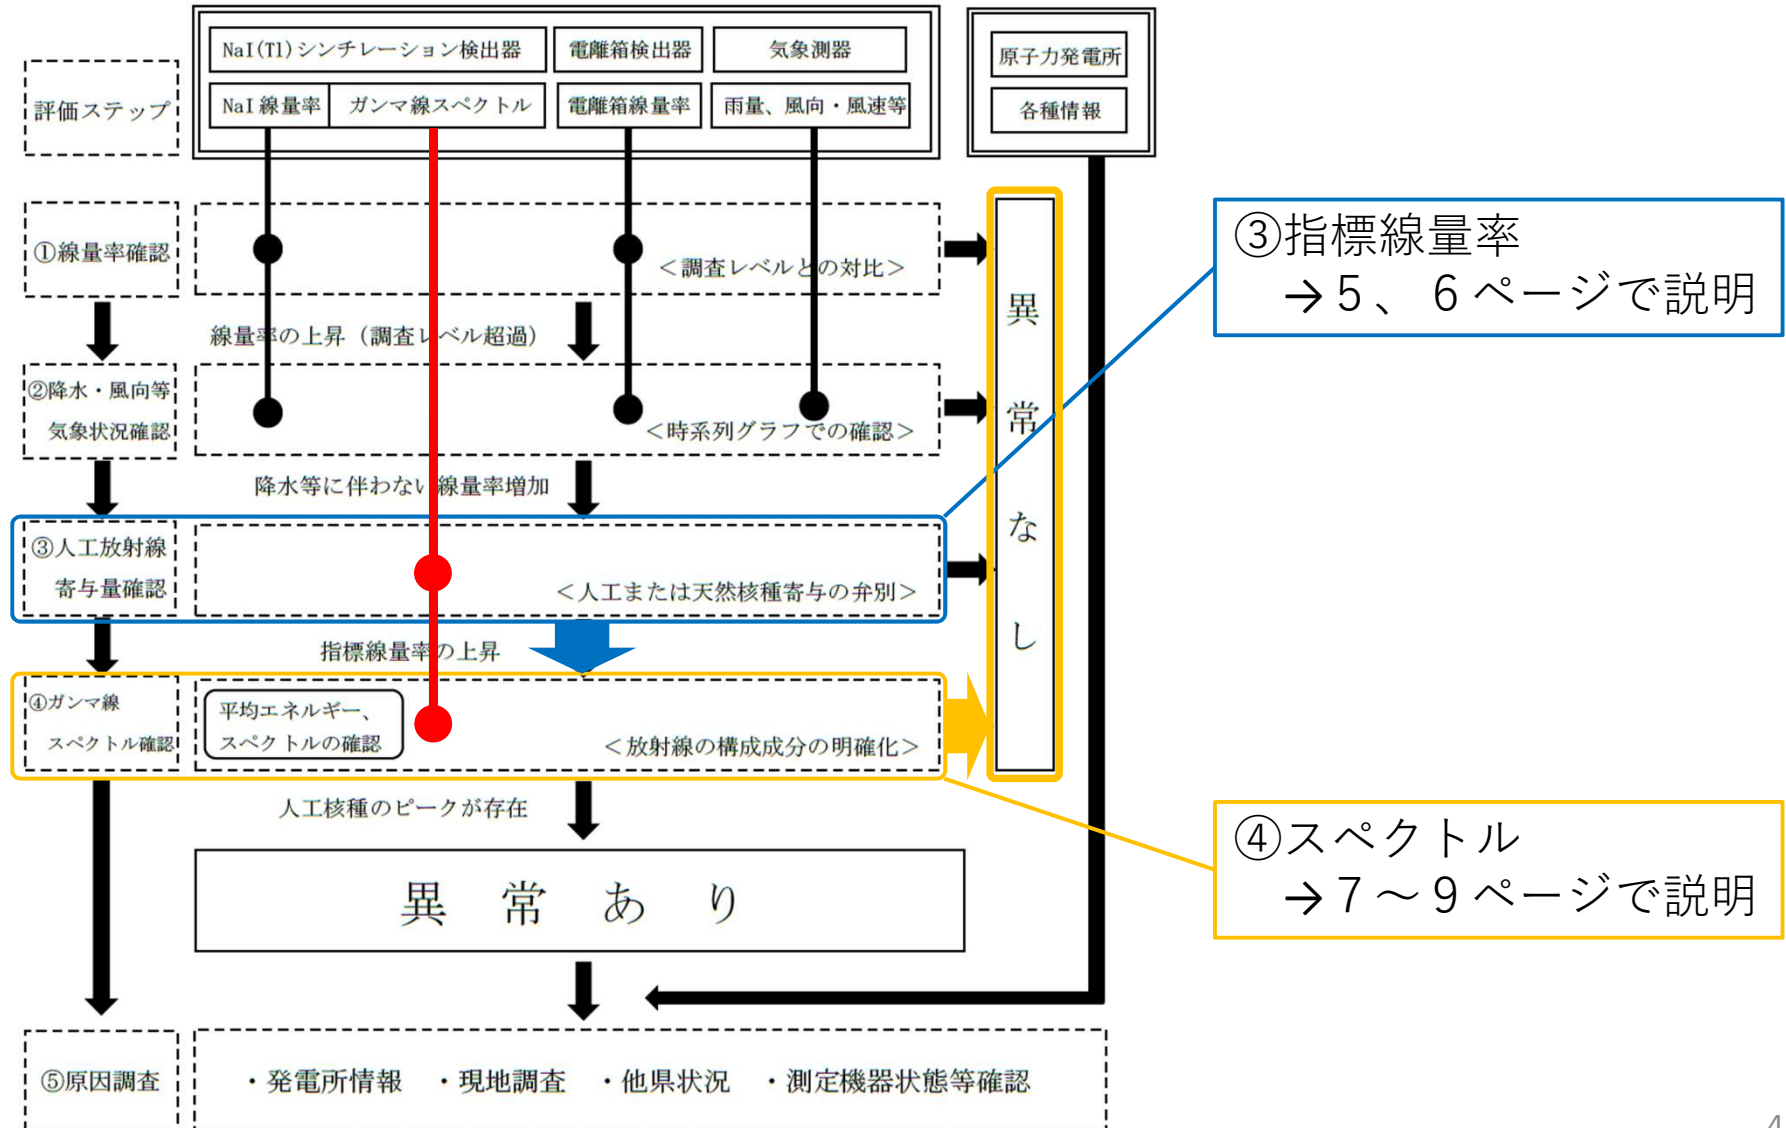 評価ステップ
NaI(Tl)シンチレーション検出器
電離箱検出器
気象測器
NaI線量率
ガンマ線スペクトル
電離箱線量率
雨量、風向・風速等
原子力発電所
各種情報
①線量率確認
＜調査レベルとの対比＞
線量率の上昇（調査レベル超過）
②降水・風向等
気象状況確認
＜時系列グラフでの確認＞
降水等に伴わない線量率増加
③人工放射線
寄与量確認
＜人工または天然核種寄与の弁別＞
指標線量率の上昇
④ガンマ線
スペクトル確認
平均エネルギー、
スペクトルの確認
＜放射線の構成成分の明確化＞
異常なし
人工核種のピークが存在
異常あり
⑤原因調査
・発電所情報　・現地調査　・他県状況　・測定機器状態等確認
③指標線量率
→５、６ページで説明
④スペクトル
→７～９ページで説明
4